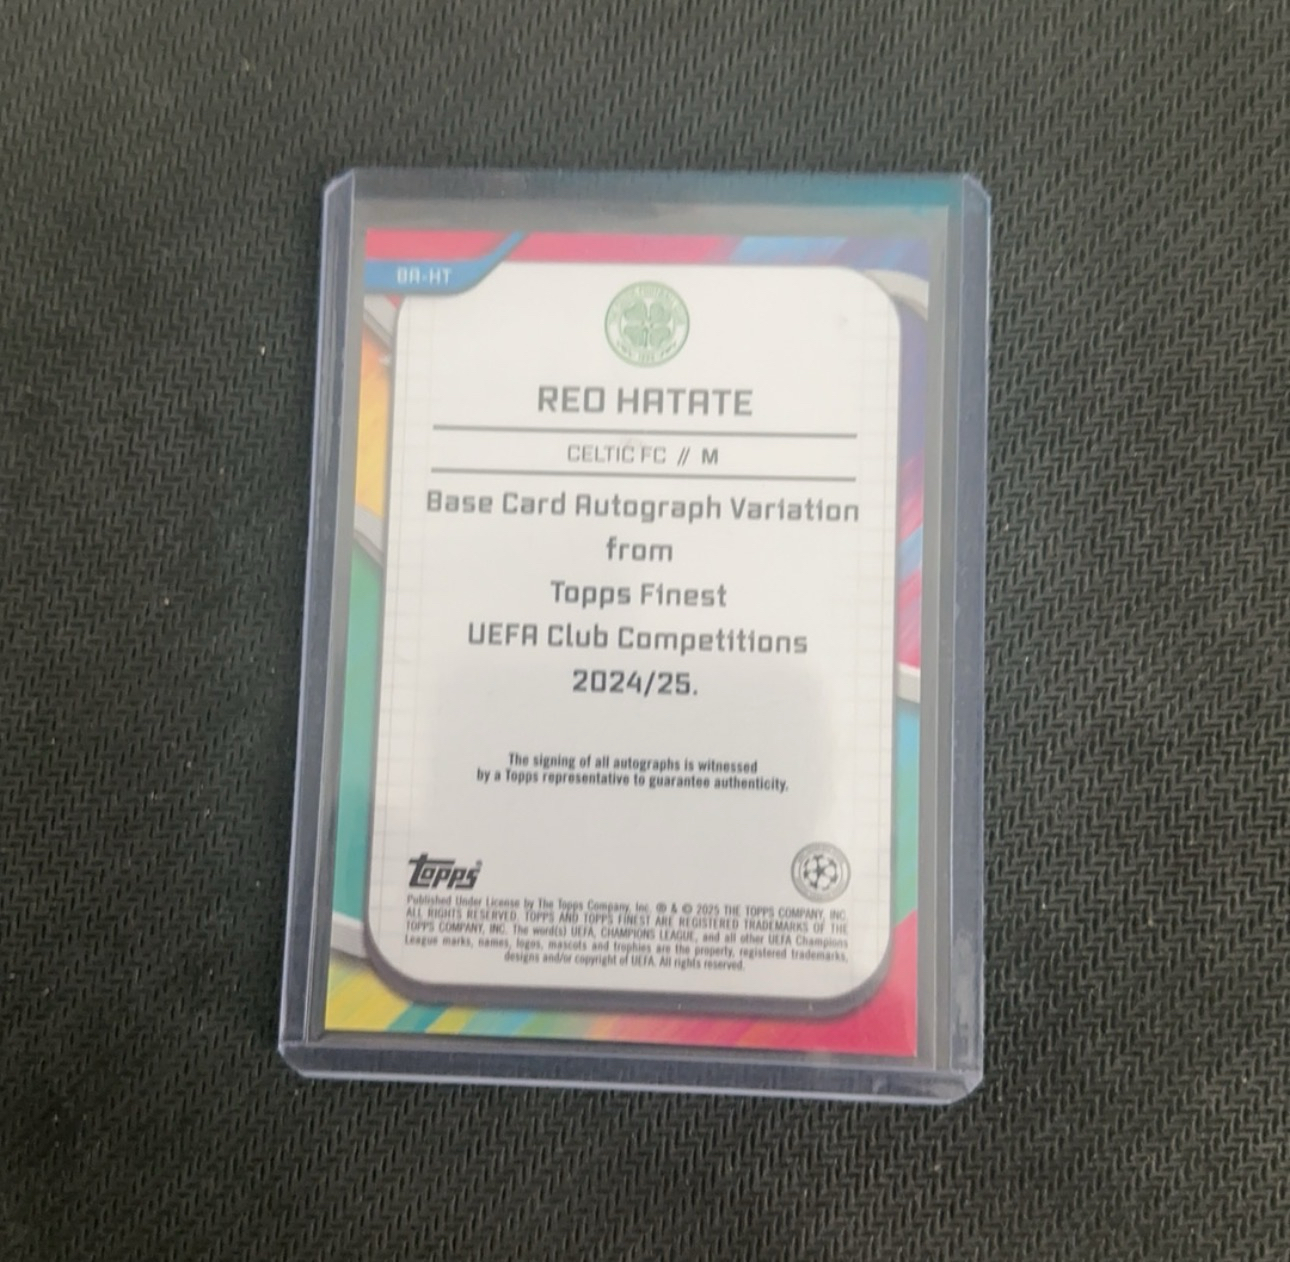 BA-HT
REO HATATE
CELTIC FC // M
Base Card Autograph Variation
from
Topps Finest
UEFA Club Competitions
2024/25.
The signing of all autographs is witnessed
by a Topps representative to guarantee authenticity.
topps
Published Under License by The Topps Company, Inc. ® & © 2025 THE TOPPS COMPANY, INC.
ALL RIGHTS RESERVED. TOPPS AND TOPPS FINEST ARE REGISTERED TRADEMARKS OF THE
TOPPS COMPANY, INC. The word(s) UEFA, CHAMPIONS LEAGUE, and all other UEFA Champions
League marks, names, logos, mascots and trophies are the property, registered trademarks,
designs and/or copyright of UEFA. All rights reserved.